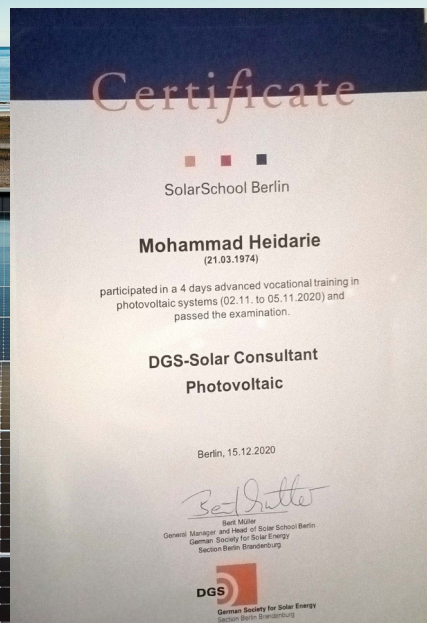 Certificate
SolarSchool Berlin
Mohammad Heidarie
(21.03.1974)
participated in a 4 days advanced vocational training in
photovoltaic systems (02.11. to 05.11.2020) and
passed the examination.
DGS-Solar Consultant
Photovoltaic
Berlin, 15.12.2020
Berit Müller
General Manager and Head of Solar School Berlin
German Society for Solar Energy
Section Berlin Brandenburg
DGS
German Society for Solar Energy
Section Berlin Brandenburg